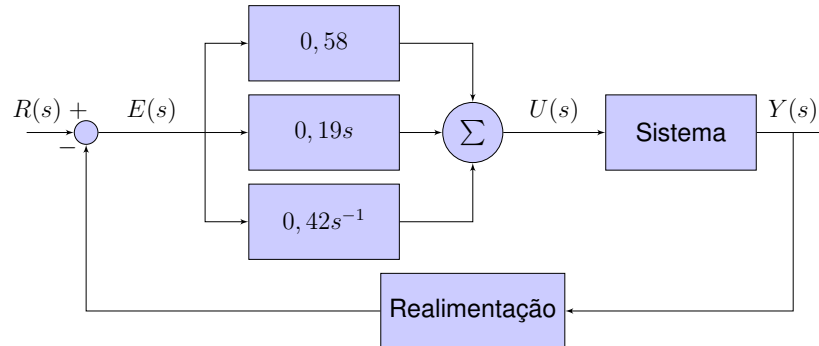 0, 58
R(s) +
E(s)
0, 19s
∑
U(s)
Sistema
Y(s)
−
0, 42s⁻¹
Realimentação